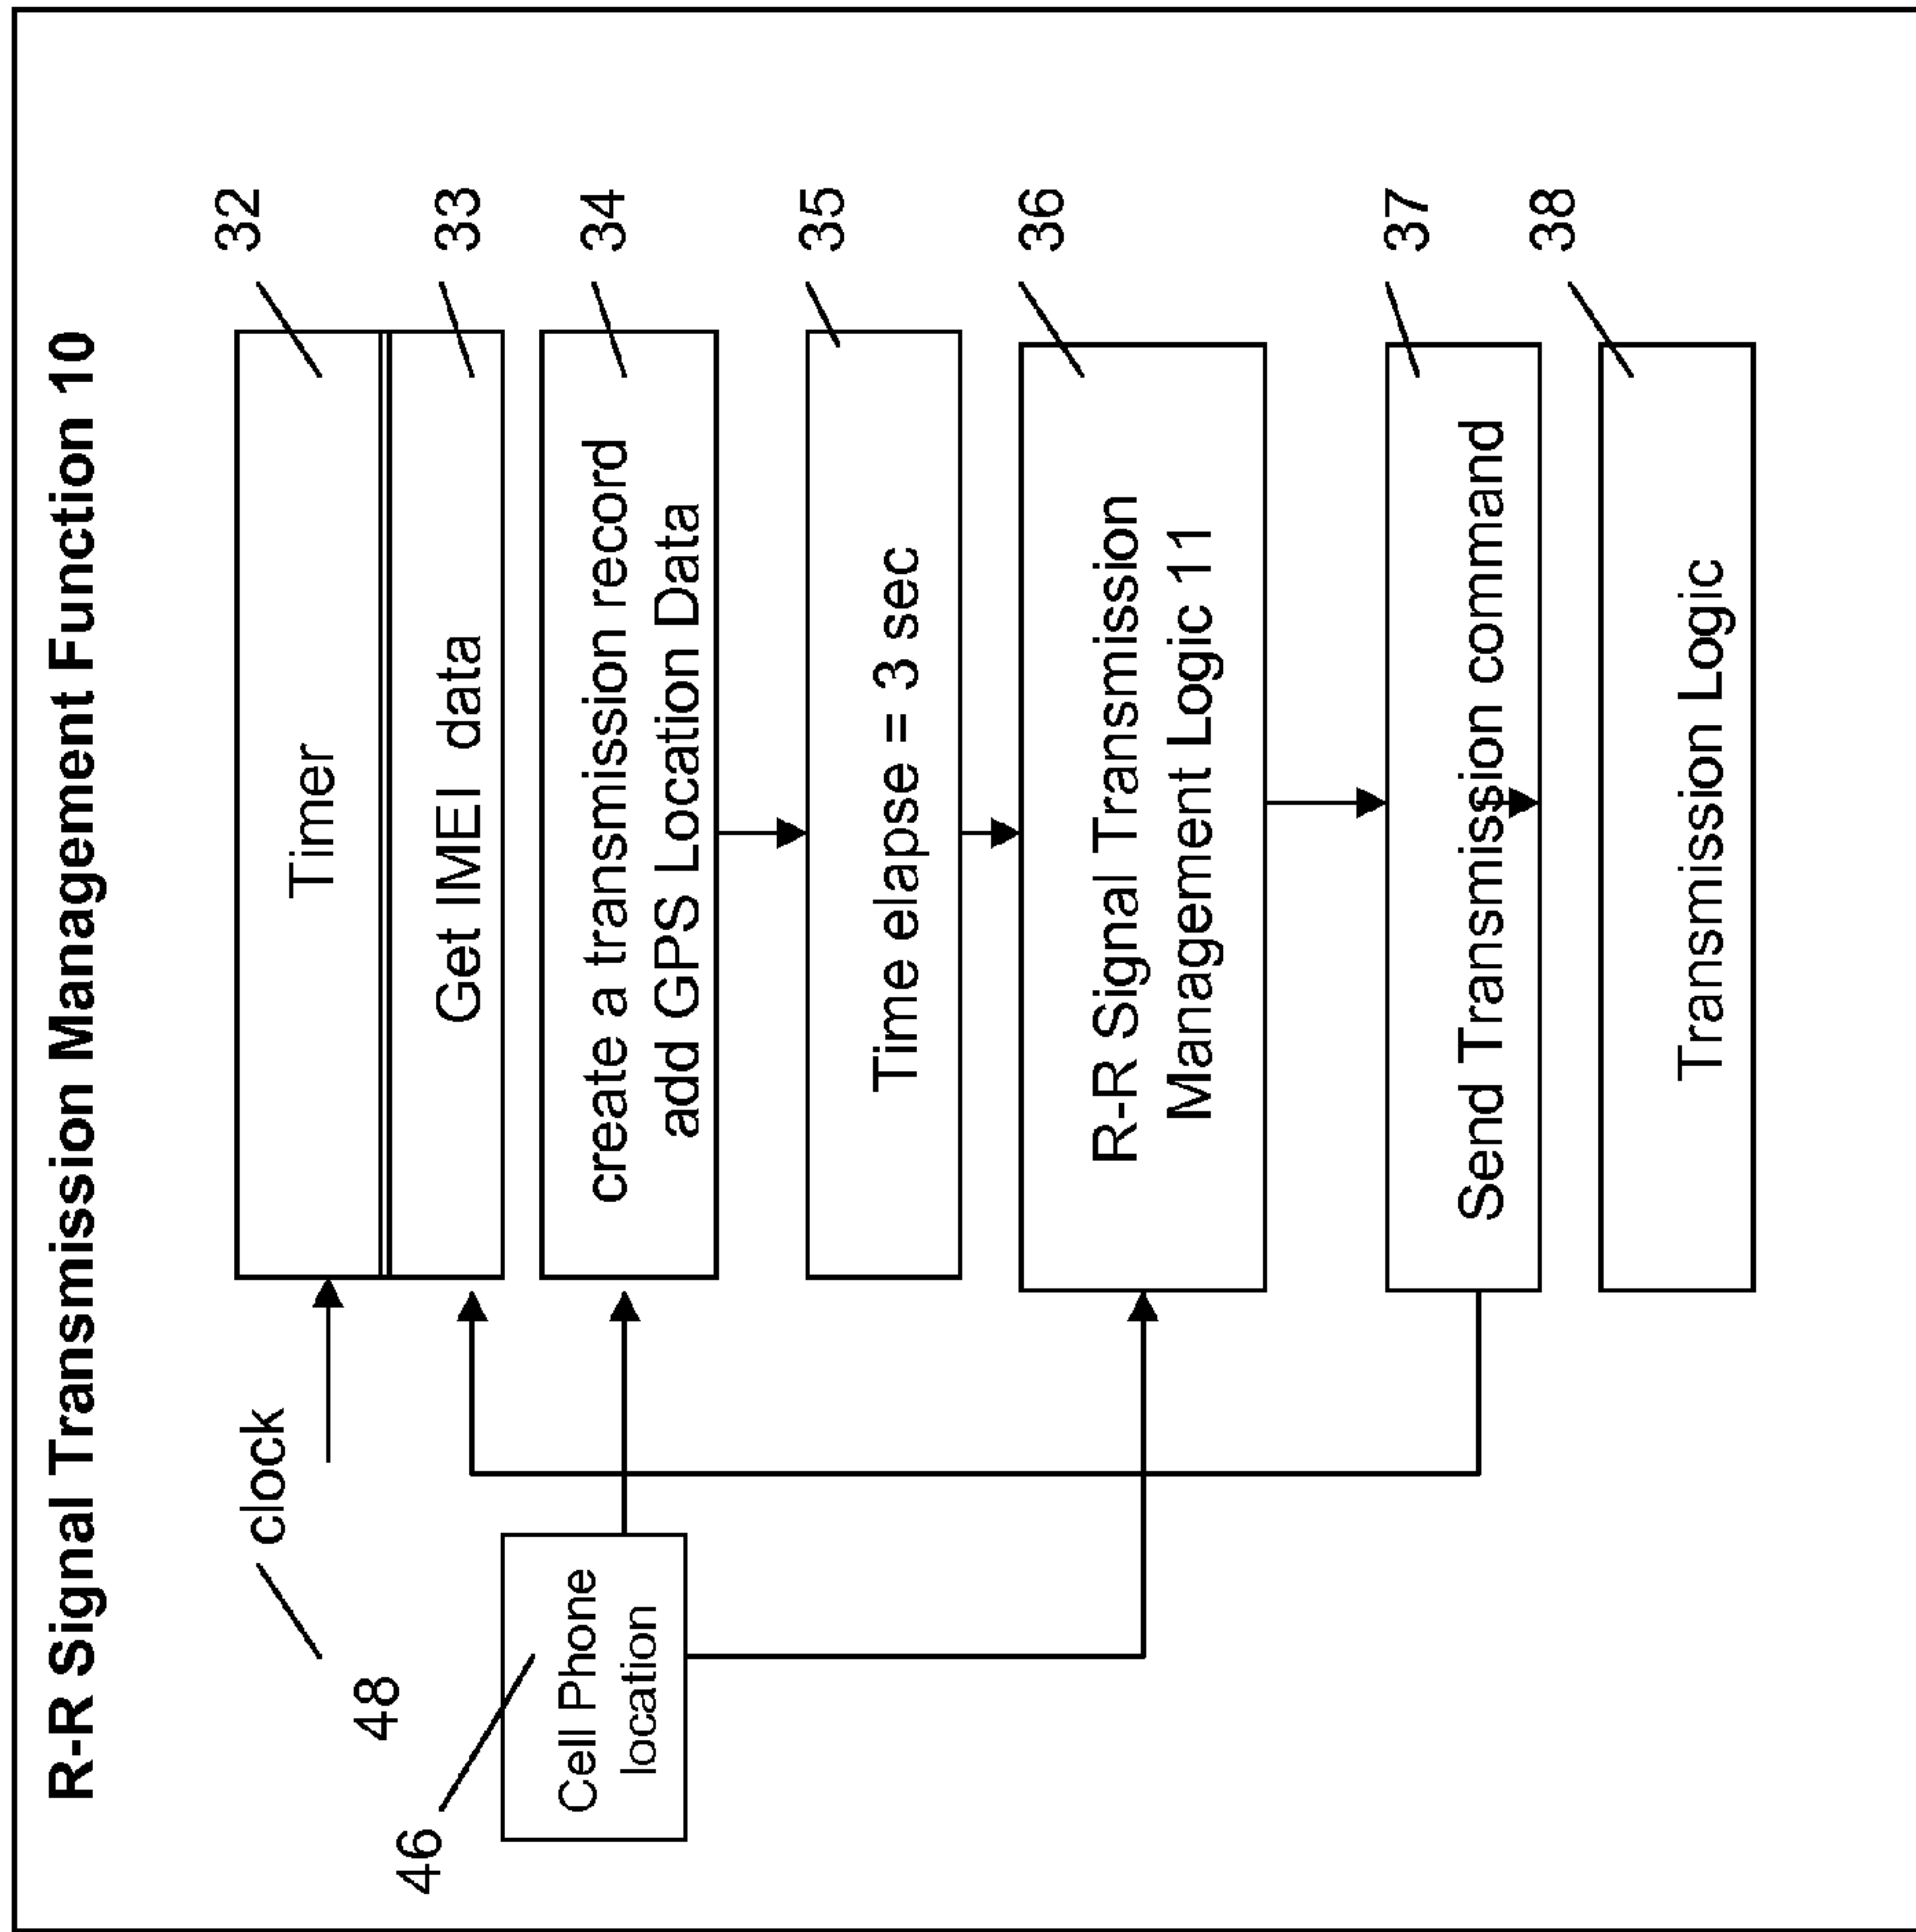 R-R Signal Transmission Management Function 10
clock
48
Timer
32
Get IMEI data
33
46
Cell Phone
location
create a transmission record
add GPS Location Data
34
Time elapse = 3 sec
35
R-R Signal Transmission
Management Logic 11
36
Send Transmission command
37
Transmission Logic
38